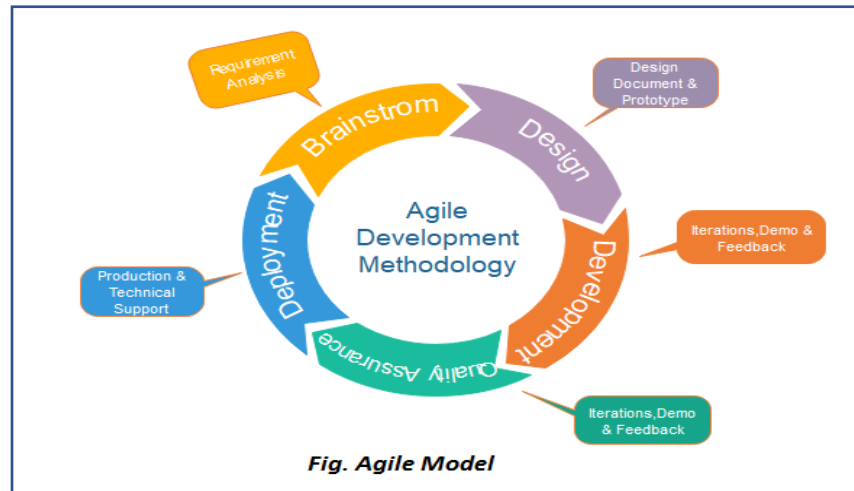 Requirement
Analysis
Brainstrom
Design
Document &
Prototype
Design
Iterations,Demo &
Feedback
Development
Agile
Development
Methodology
Deployment
Production &
Technical
Support
Quality Assurance
Iterations,Demo
& Feedback
Fig. Agile Model